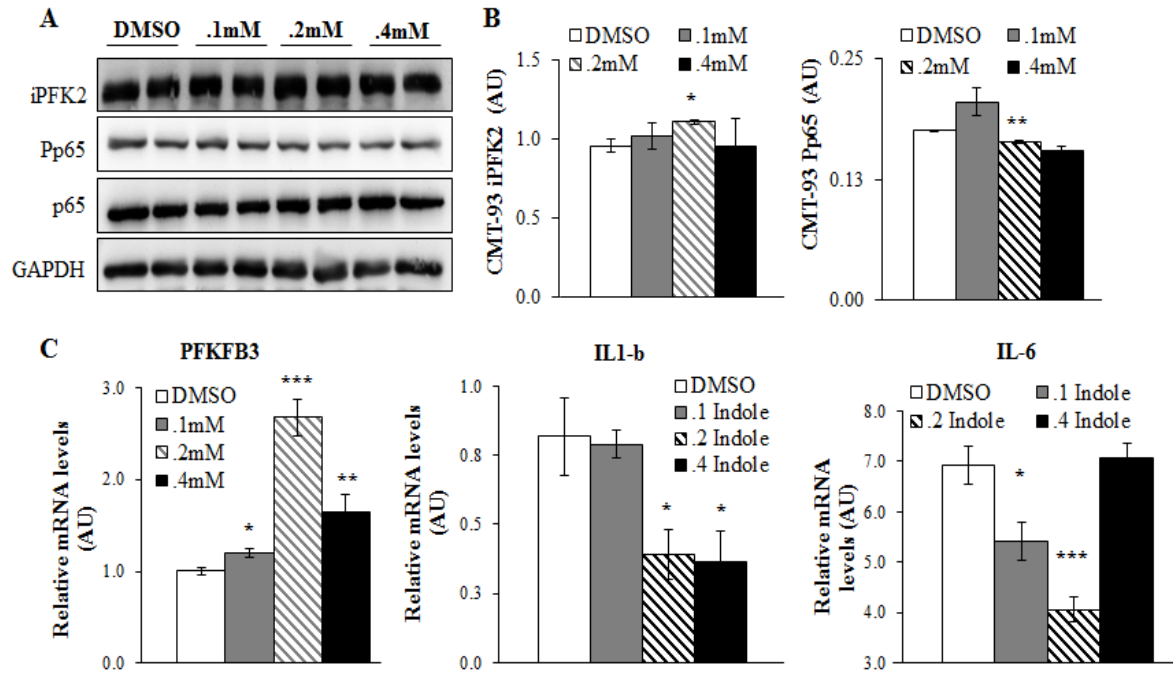 A
DMSO .1mM .2mM .4mM
iPFK2
Pp65
p65
GAPDH
B
DMSO .1mM
.2mM .4mM
CMT-93 iPFK2 (AU)
1.5
1.0
0.5
0.0
*
DMSO .1mM
.2mM .4mM
CMT-93 Pp65 (AU)
0.25
0.13
0.00
**
C
PFKFB3
DMSO
.1mM
.2mM
.4mM
Relative mRNA levels
(AU)
3.0
2.0
1.0
0.0
*
***
**
IL1-b
DMSO
.1 Indole
.2 Indole
.4 Indole
Relative mRNA levels
(AU)
1.0
0.8
0.5
0.3
0.0
*
*
IL-6
DMSO .1 Indole
.2 Indole .4 Indole
Relative mRNA
levels (AU)
8.0
7.0
6.0
5.0
4.0
3.0
*
***